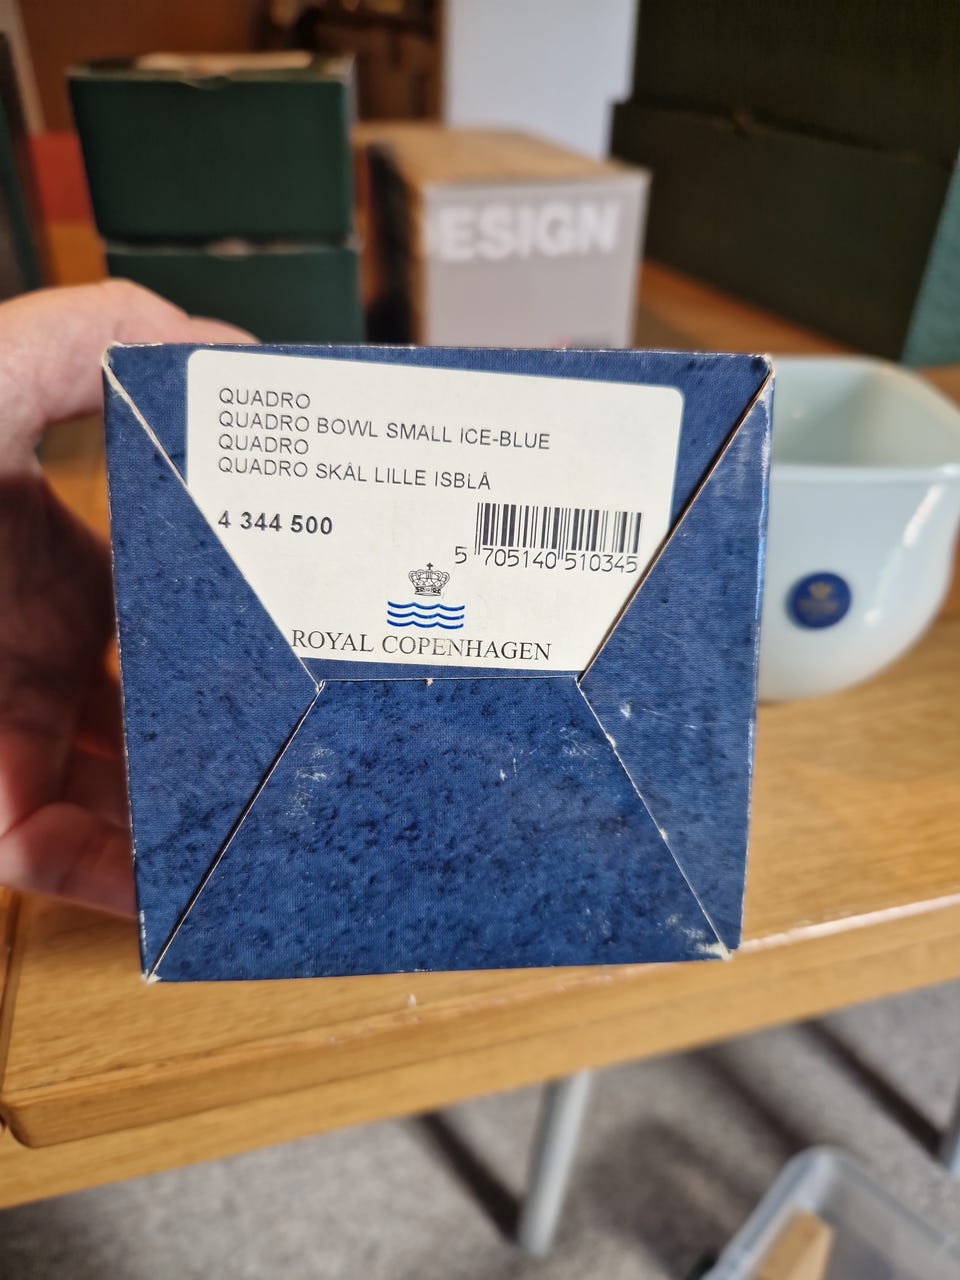 ESIGN
QUADRO
QUADRO BOWL SMALL ICE-BLUE
QUADRO
QUADRO SKÅL LILLE ISBLÅ
4 344 500
5 705140 510345
ROYAL COPENHAGEN